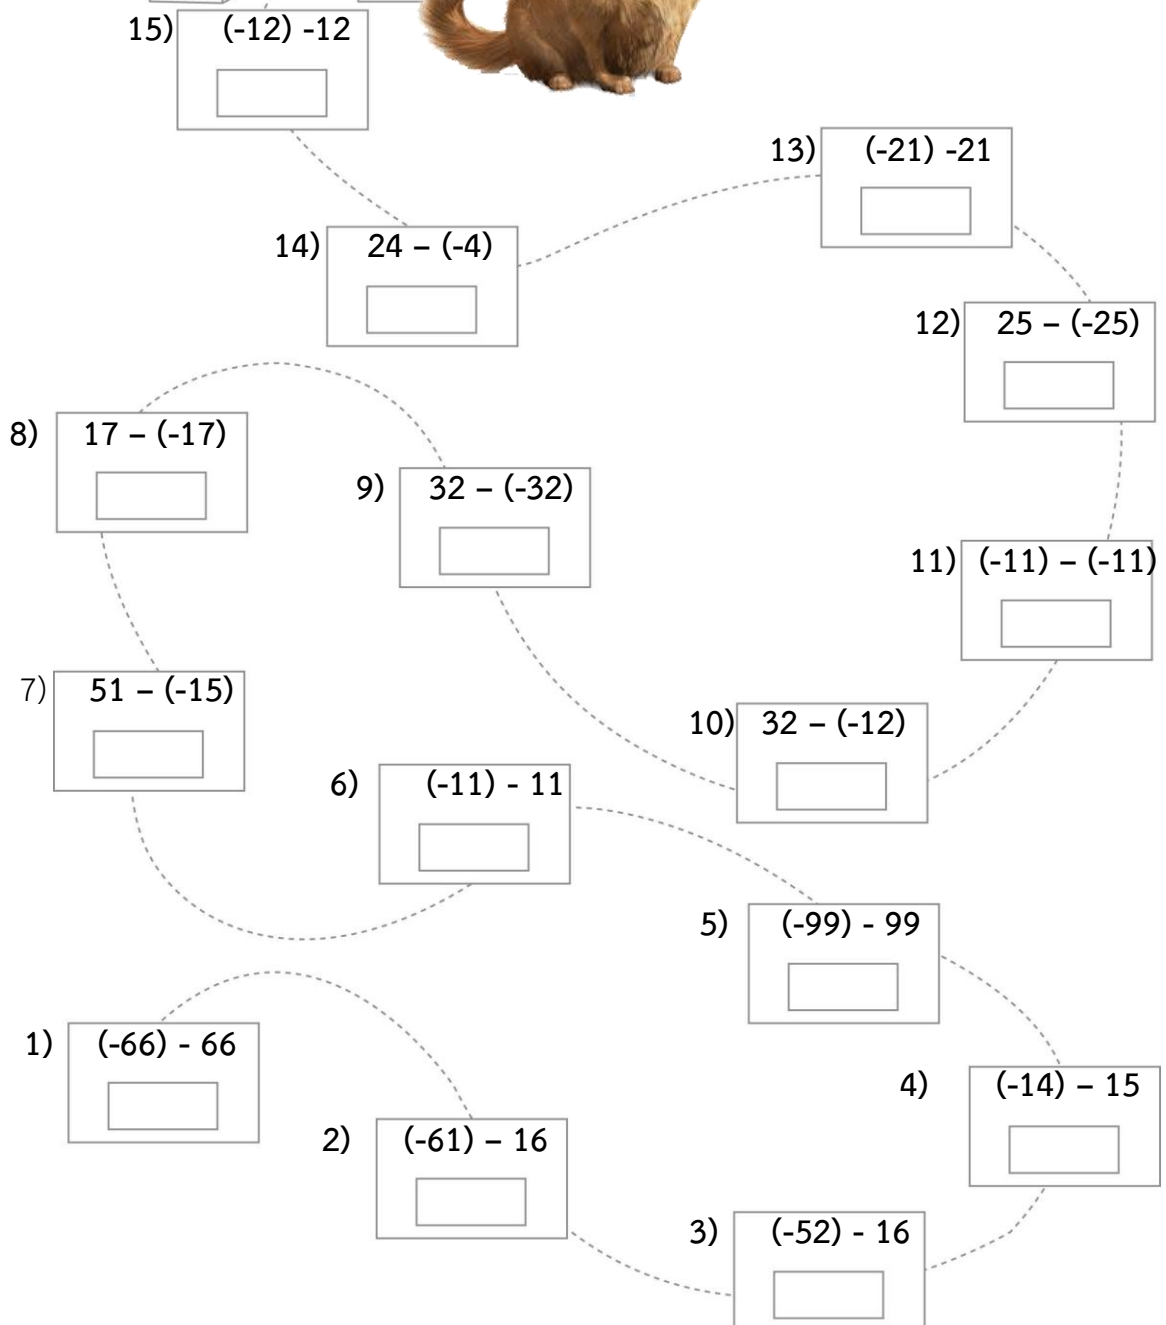 15) (-12) -12
13) (-21) -21
14) 24 – (-4)
12) 25 – (-25)
8) 17 – (-17)
9) 32 – (-32)
11) (-11) – (-11)
7) 51 – (-15)
10) 32 – (-12)
6) (-11) - 11
5) (-99) - 99
1) (-66) - 66
4) (-14) – 15
2) (-61) – 16
3) (-52) - 16